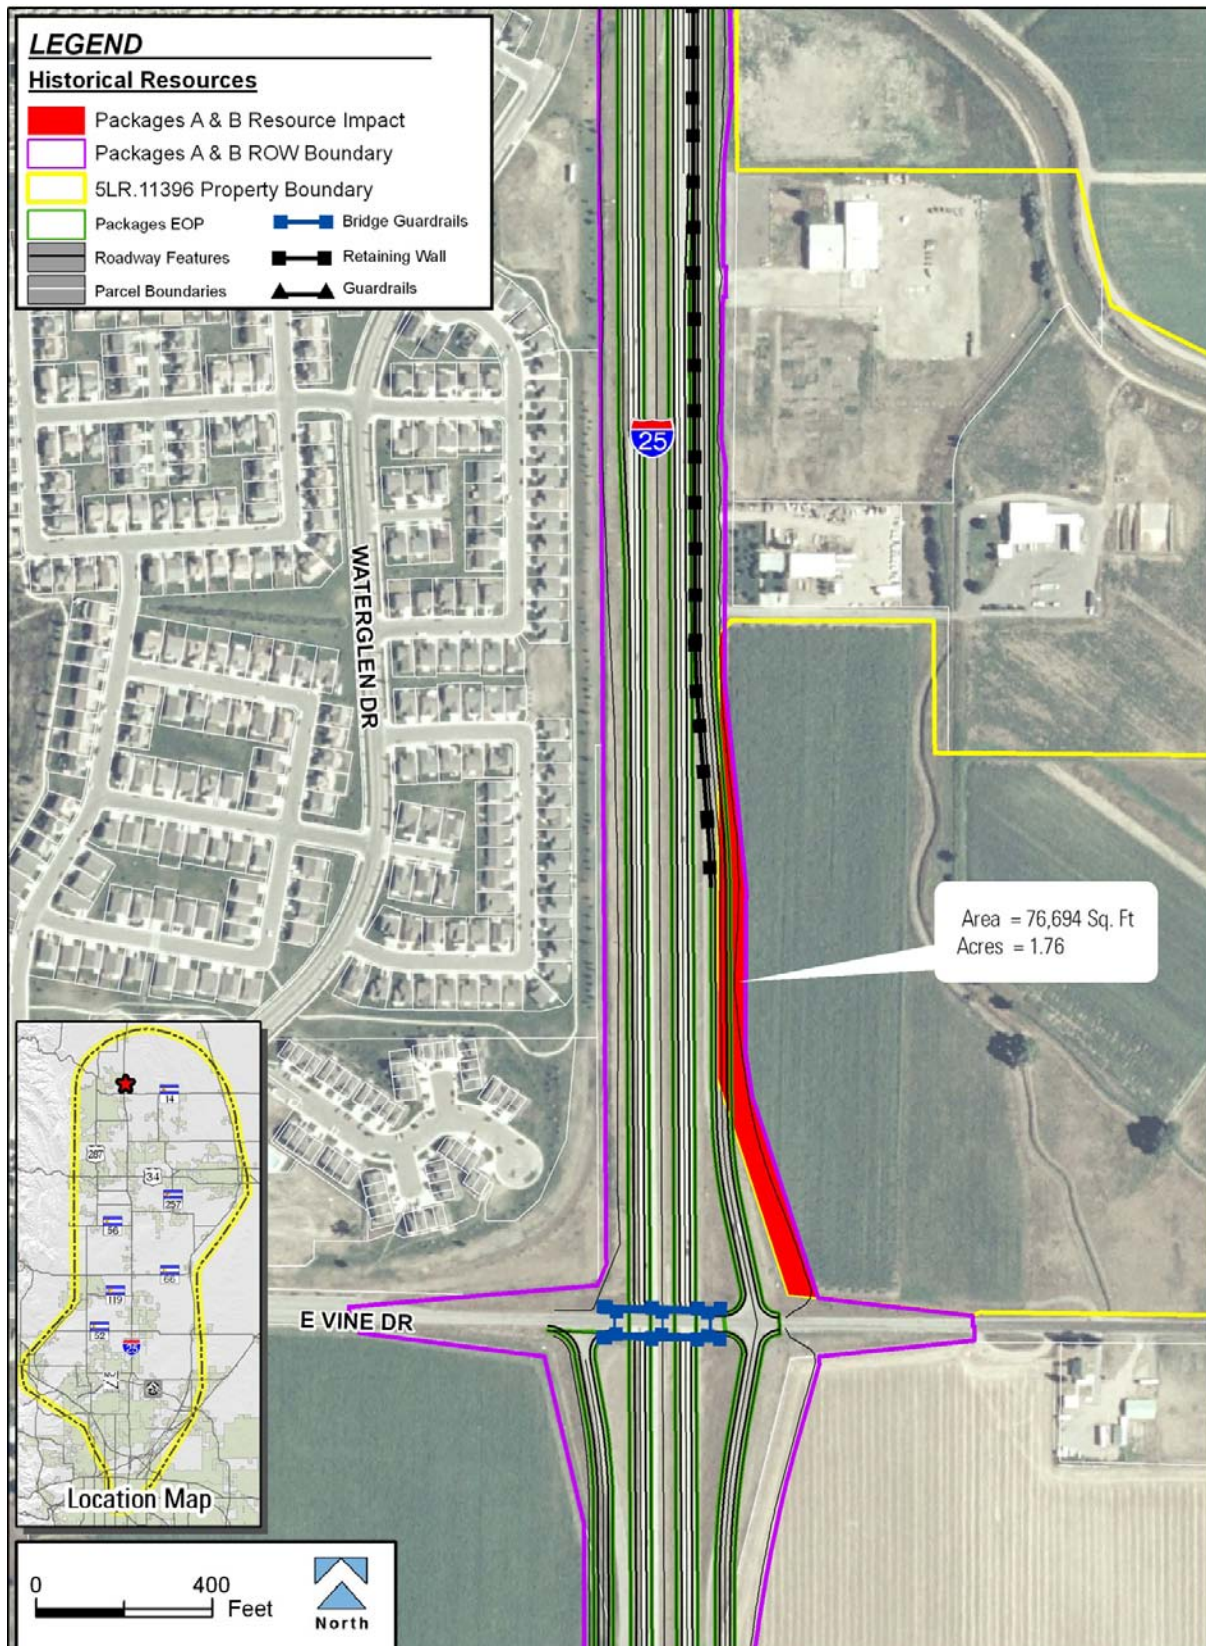 LEGEND
Historical Resources
Packages A & B Resource Impact
Packages A & B ROW Boundary
5LR.11396 Property Boundary
Packages EOP
Bridge Guardrails
Roadway Features
Retaining Wall
Parcel Boundaries
Guardrails
25
WATERGLEN DR
Area = 76,694 Sq. Ft
Acres = 1.76
E VINE DR
14
287
34
257
56
66
119
52
25
7
Location Map
0 400
Feet
North